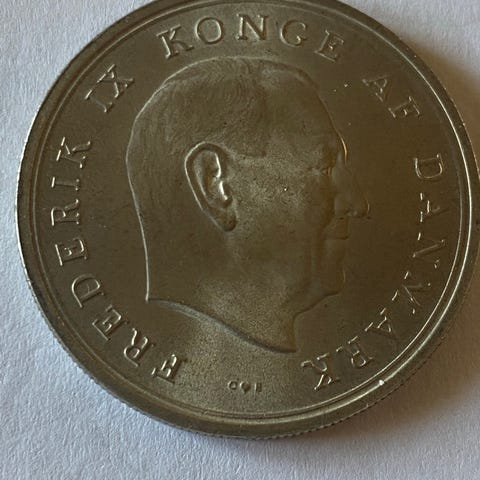 FREDERIK IX KONGE AF DANMARK
C♥S